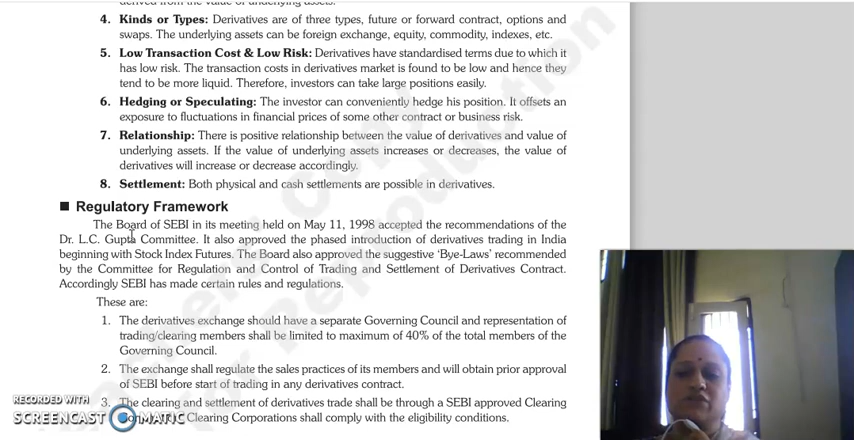 4. Kinds or Types: Derivatives are of three types, future or forward contract, options and
swaps. The underlying assets can be foreign exchange, equity, commodity, indexes, etc.
5. Low Transaction Cost & Low Risk: Derivatives have standardised terms due to which it
has low risk. The transaction costs in derivatives market is found to be low and hence they
tend to be more liquid. Therefore, investors can take large positions easily.
6. Hedging or Speculating: The investor can conveniently hedge his position. It offsets an
exposure to fluctuations in financial prices of some other contract or business risk.
7. Relationship: There is positive relationship between the value of derivatives and value of
underlying assets. If the value of underlying assets increases or decreases, the value of
derivatives will increase or decrease accordingly.
8. Settlement: Both physical and cash settlements are possible in derivatives.
■ Regulatory Framework
The Board of SEBI in its meeting held on May 11, 1998 accepted the recommendations of the
Dr. L.C. Gupta Committee. It also approved the phased introduction of derivatives trading in India
beginning with Stock Index Futures. The Board also approved the suggestive ‘Bye-Laws’ recommended
by the Committee for Regulation and Control of Trading and Settlement of Derivatives Contract.
Accordingly SEBI has made certain rules and regulations.
These are:
1. The derivatives exchange should have a separate Governing Council and representation of
trading/clearing members shall be limited to maximum of 40% of the total members of the
Governing Council.
2. The exchange shall regulate the sales practices of its members and will obtain prior approval
of SEBI before start of trading in any derivatives contract.
3. The clearing and settlement of derivatives trade shall be through a SEBI approved Clearing
Clearing Corporations shall comply with the eligibility conditions.
RECORDED WITH
SCREENCAST MATIC